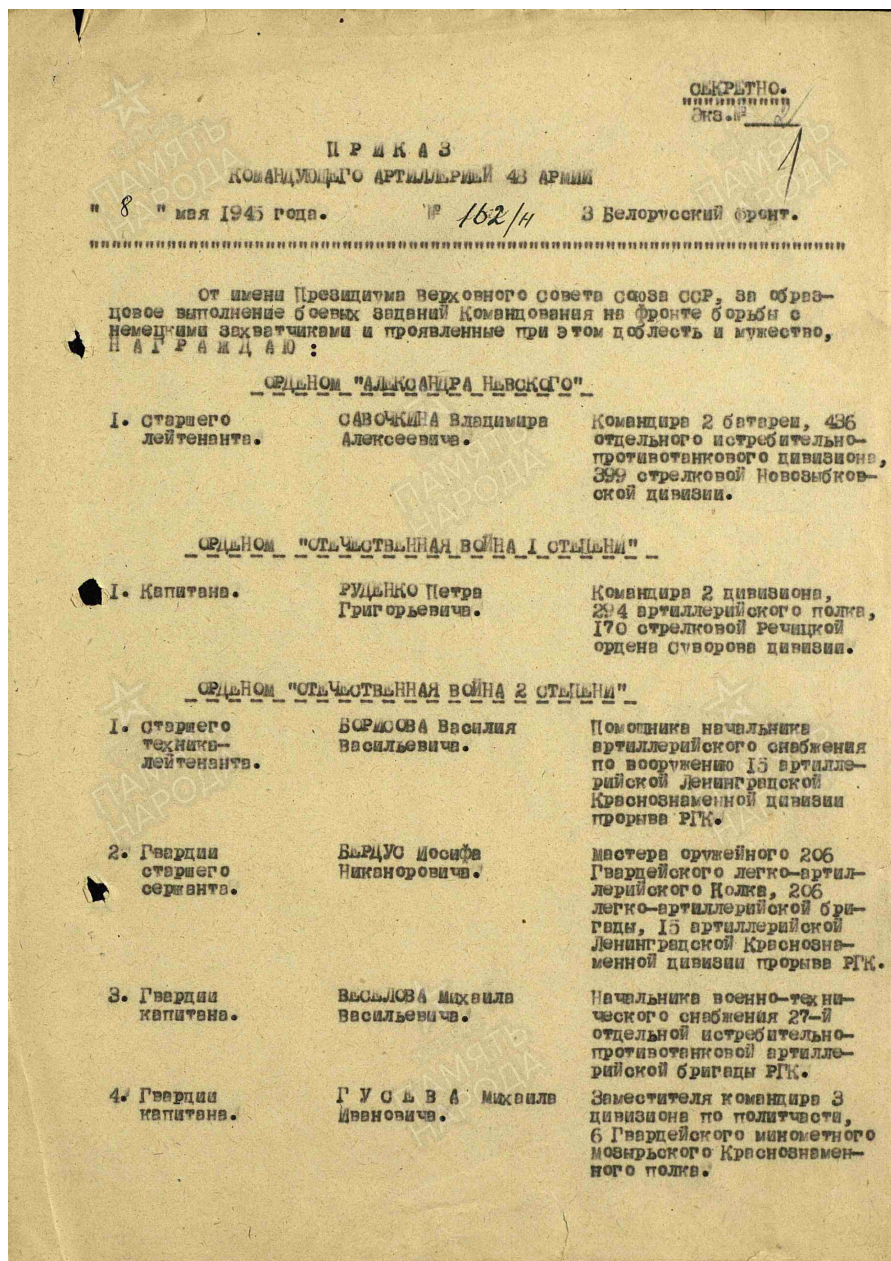 СЕКРЕТНО.
Экз.№ 2
П Р И К А З
КОМАНДУЮЩЕГО АРТИЛЛЕРИЕЙ 48 АРМИИ
" 8 " мая 1945 года. № 162/н 3 Белорусский фронт.
От имени Президиума Верховного Совета Союза ССР, за образ-
цовое выполнение боевых заданий Командования на фронте борьбы с
немецкими захватчиками и проявленные при этом доблесть и мужество,
Н А Г Р А Ж Д А Ю :
ОРДЕНОМ "АЛЕКСАНДРА НЕВСКОГО"
1. Старшего САВОЧКИНА Владимира Командира 2 батареи, 436
лейтенанта. Алексеевича. отдельного истребительно-
противотанкового дивизиона,
399 стрелковой Новозыбков-
ской дивизии.
ОРДЕНОМ "ОТЕЧЕСТВЕННАЯ ВОЙНА I СТЕПЕНИ"
1. Капитана. РУДЕНКО Петра Командира 2 дивизиона,
Григорьевича. 294 артиллерийского полка,
170 стрелковой Речицкой
ордена Суворова дивизии.
ОРДЕНОМ "ОТЕЧЕСТВЕННАЯ ВОЙНА 2 СТЕПЕНИ"
1. Старшего БОРИСОВА Василия Помощника начальника
техника- Васильевича. артиллерийского снабжения
лейтенанта. по вооружению 15 артилле-
рийской Ленинградской
Краснознаменной дивизии
прорыва РГК.
2. Гвардии БЕРДУС Иосифа Мастера оружейного 206
старшего Никаноровича. Гвардейского легко-артил-
сержанта. лерийского Колка, 206
легко-артиллерийской бри-
гады, 15 артиллерийской
Ленинградской Краснозна-
менной дивизии прорыва РГК.
3. Гвардии ВЕСЕЛОВА Михаила Начальника военно-техни-
капитана. Васильевича. ческого снабжения 27-й
отдельной истребительно-
противотанковой артилле-
рийской бригады РГК.
4. Гвардии Г У С Е В А Михаила Заместителя командира 3
капитана. Ивановича. дивизиона по политчасти,
6 Гвардейского минометного
Мозырьского Краснознамен-
ного полка.
ПАМЯТЬ
НАРОДА